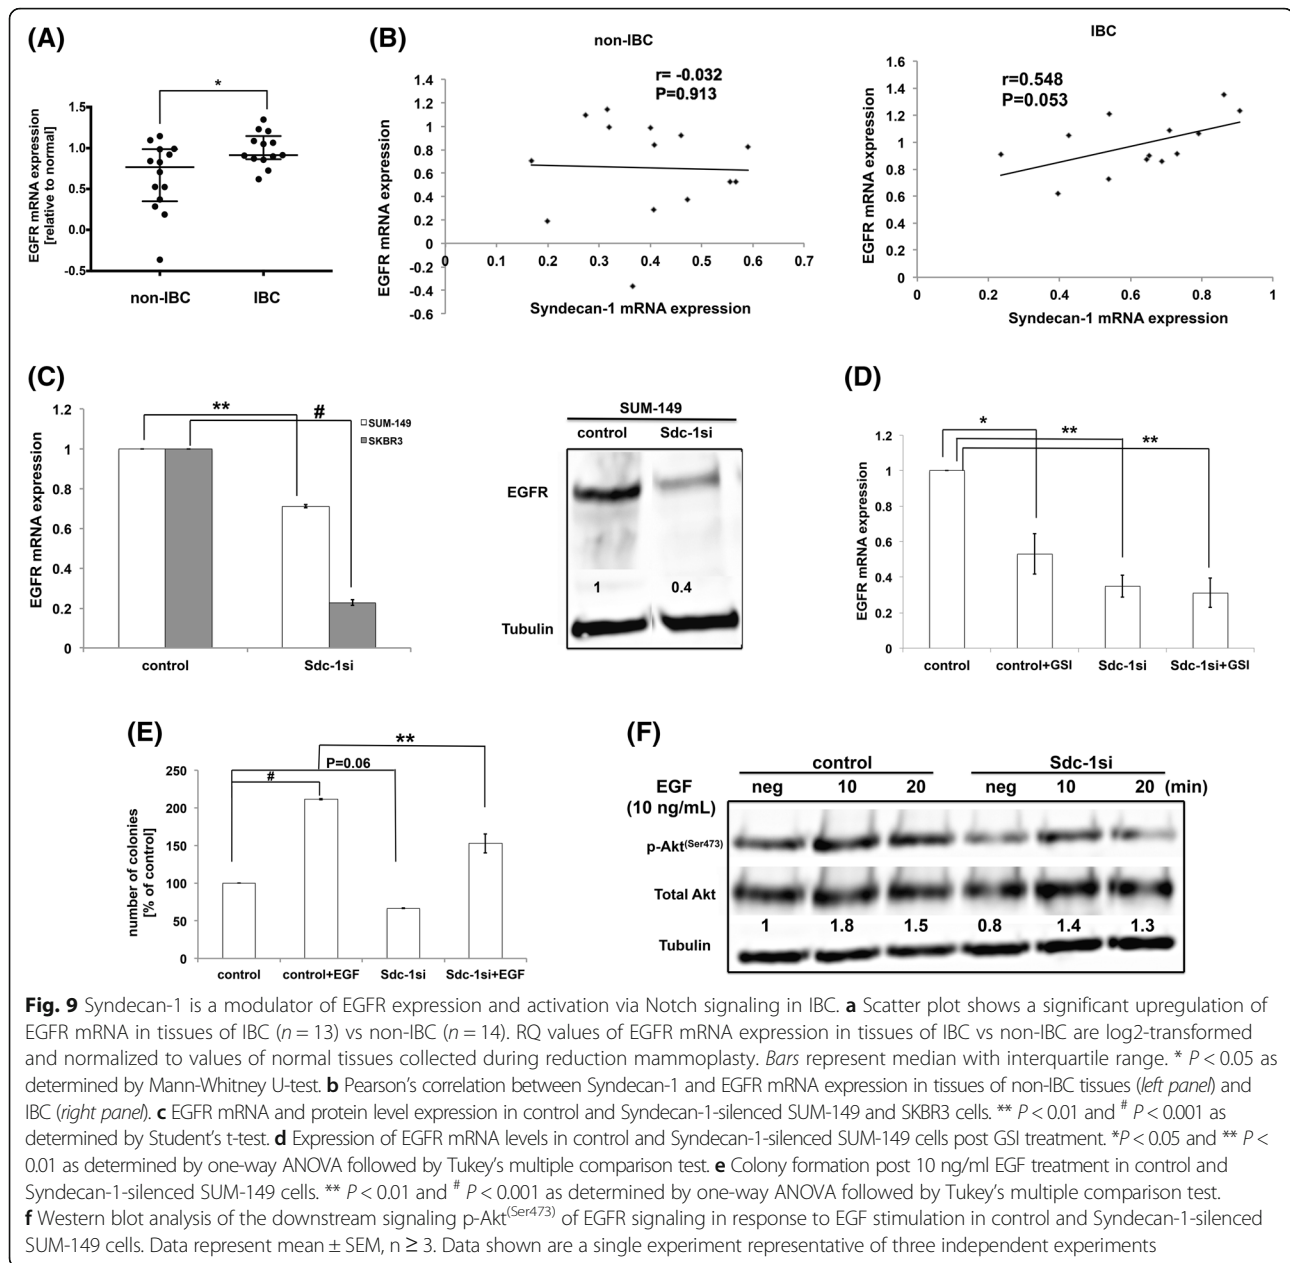 (A)
*
1.5
1.0
0.5
0.0
-0.5
EGFR mRNA expression
[relative to normal]
non-IBC IBC
(B)
non-IBC
r= -0.032
P=0.913
1.4
1.2
1
0.8
0.6
0.4
0.2
0
-0.2
-0.4
-0.6
0 0.1 0.2 0.3 0.4 0.5 0.6 0.7
EGFR mRNA expression
Syndecan-1 mRNA expression
IBC
r=0.548
P=0.053
1.6
1.4
1.2
1
0.8
0.6
0.4
0.2
0
0 0.2 0.4 0.6 0.8 1
EGFR mRNA expression
Syndecan-1 mRNA expression
(C)
1.2
1
0.8
0.6
0.4
0.2
0
EGFR mRNA expression
** #
SUM-149
SKBR3
control Sdc-1si
SUM-149
control Sdc-1si
EGFR
1 0.4
Tubulin
(D)
1.2
1
0.8
0.6
0.4
0.2
0
EGFR mRNA expression
* ** **
control control+GSI Sdc-1si Sdc-1si+GSI
(E)
250
200
150
100
50
0
number of colonies
[% of control]
**
P=0.06
#
control control+EGF Sdc-1si Sdc-1si+EGF
(F)
control Sdc-1si
EGF neg 10 20 neg 10 20 (min)
(10 ng/mL)
p-Akt(Ser473)
Total Akt
1 1.8 1.5 0.8 1.4 1.3
Tubulin
Fig. 9 Syndecan-1 is a modulator of EGFR expression and activation via Notch signaling in IBC. a Scatter plot shows a significant upregulation of
EGFR mRNA in tissues of IBC (n = 13) vs non-IBC (n = 14). RQ values of EGFR mRNA expression in tissues of IBC vs non-IBC are log2-transformed
and normalized to values of normal tissues collected during reduction mammoplasty. Bars represent median with interquartile range. * P < 0.05 as
determined by Mann-Whitney U-test. b Pearson's correlation between Syndecan-1 and EGFR mRNA expression in tissues of non-IBC tissues (left panel) and
IBC (right panel). c EGFR mRNA and protein level expression in control and Syndecan-1-silenced SUM-149 and SKBR3 cells. ** P < 0.01 and # P < 0.001 as
determined by Student's t-test. d Expression of EGFR mRNA levels in control and Syndecan-1-silenced SUM-149 cells post GSI treatment. *P < 0.05 and ** P <
0.01 as determined by one-way ANOVA followed by Tukey's multiple comparison test. e Colony formation post 10 ng/ml EGF treatment in control and
Syndecan-1-silenced SUM-149 cells. ** P < 0.01 and # P < 0.001 as determined by one-way ANOVA followed by Tukey's multiple comparison test.
f Western blot analysis of the downstream signaling p-Akt(Ser473) of EGFR signaling in response to EGF stimulation in control and Syndecan-1-silenced
SUM-149 cells. Data represent mean ± SEM, n ≥ 3. Data shown are a single experiment representative of three independent experiments